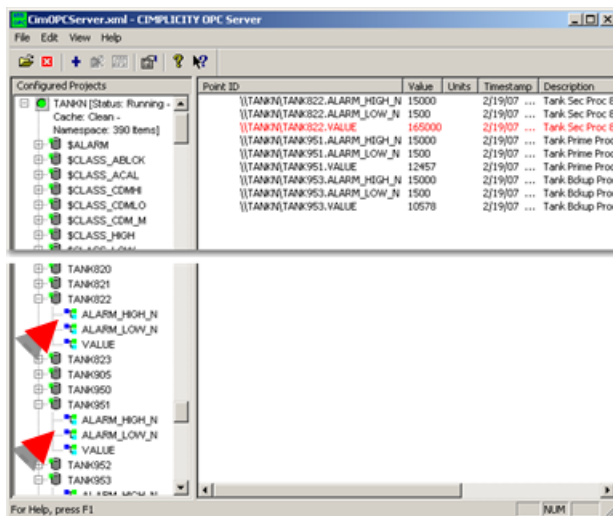 CimOPCServer.xml - CIMPLICITY OPC Server
File Edit View Help
Configured Projects
TANKN [Status: Running -
Cache: Clean -
Namespace: 390 Items]
$ALARM
$CLASS_ABLCK
$CLASS_ACAL
$CLASS_CDMHI
$CLASS_CDMLO
$CLASS_CDM_M
$CLASS_HIGH
$CLASS_LOW
Point ID Value Units Timestamp Description
\\TANKN\TANK822.ALARM_HIGH_N 15000 2/19/07 ... Tank Sec Proc 8
\\TANKN\TANK822.ALARM_LOW_N 1500 2/19/07 ... Tank Sec Proc 8
\\TANKN\TANK822.VALUE 165000 2/19/07 ... Tank Sec Proc 8
\\TANKN\TANK951.ALARM_HIGH_N 15000 2/19/07 ... Tank Prime Proc
\\TANKN\TANK951.ALARM_LOW_N 1500 2/19/07 ... Tank Prime Proc
\\TANKN\TANK951.VALUE 12457 2/19/07 ... Tank Prime Proc
\\TANKN\TANK953.ALARM_HIGH_N 15000 2/19/07 ... Tank Bckup Proc
\\TANKN\TANK953.ALARM_LOW_N 1500 2/19/07 ... Tank Bckup Proc
\\TANKN\TANK953.VALUE 10578 2/19/07 ... Tank Bckup Proc
TANK820
TANK821
TANK822
ALARM_HIGH_N
ALARM_LOW_N
VALUE
TANK823
TANK905
TANK950
TANK951
ALARM_HIGH_N
ALARM_LOW_N
VALUE
TANK952
TANK953
ALARM_HIGH_N
For Help, press F1
NUM